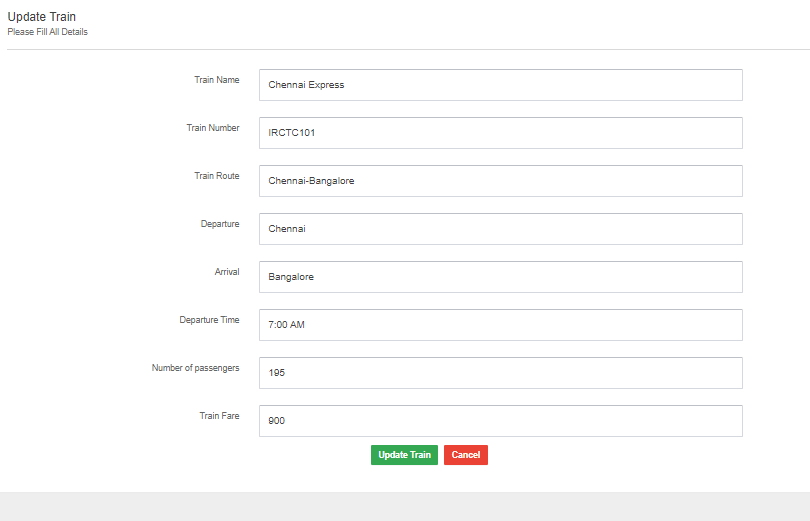 Update Train
Please Fill All Details
Train Name
Chennai Express
Train Number
IRCTC101
Train Route
Chennai-Bangalore
Departure
Chennai
Arrival
Bangalore
Departure Time
7:00 AM
Number of passengers
195
Train Fare
900
Update Train
Cancel